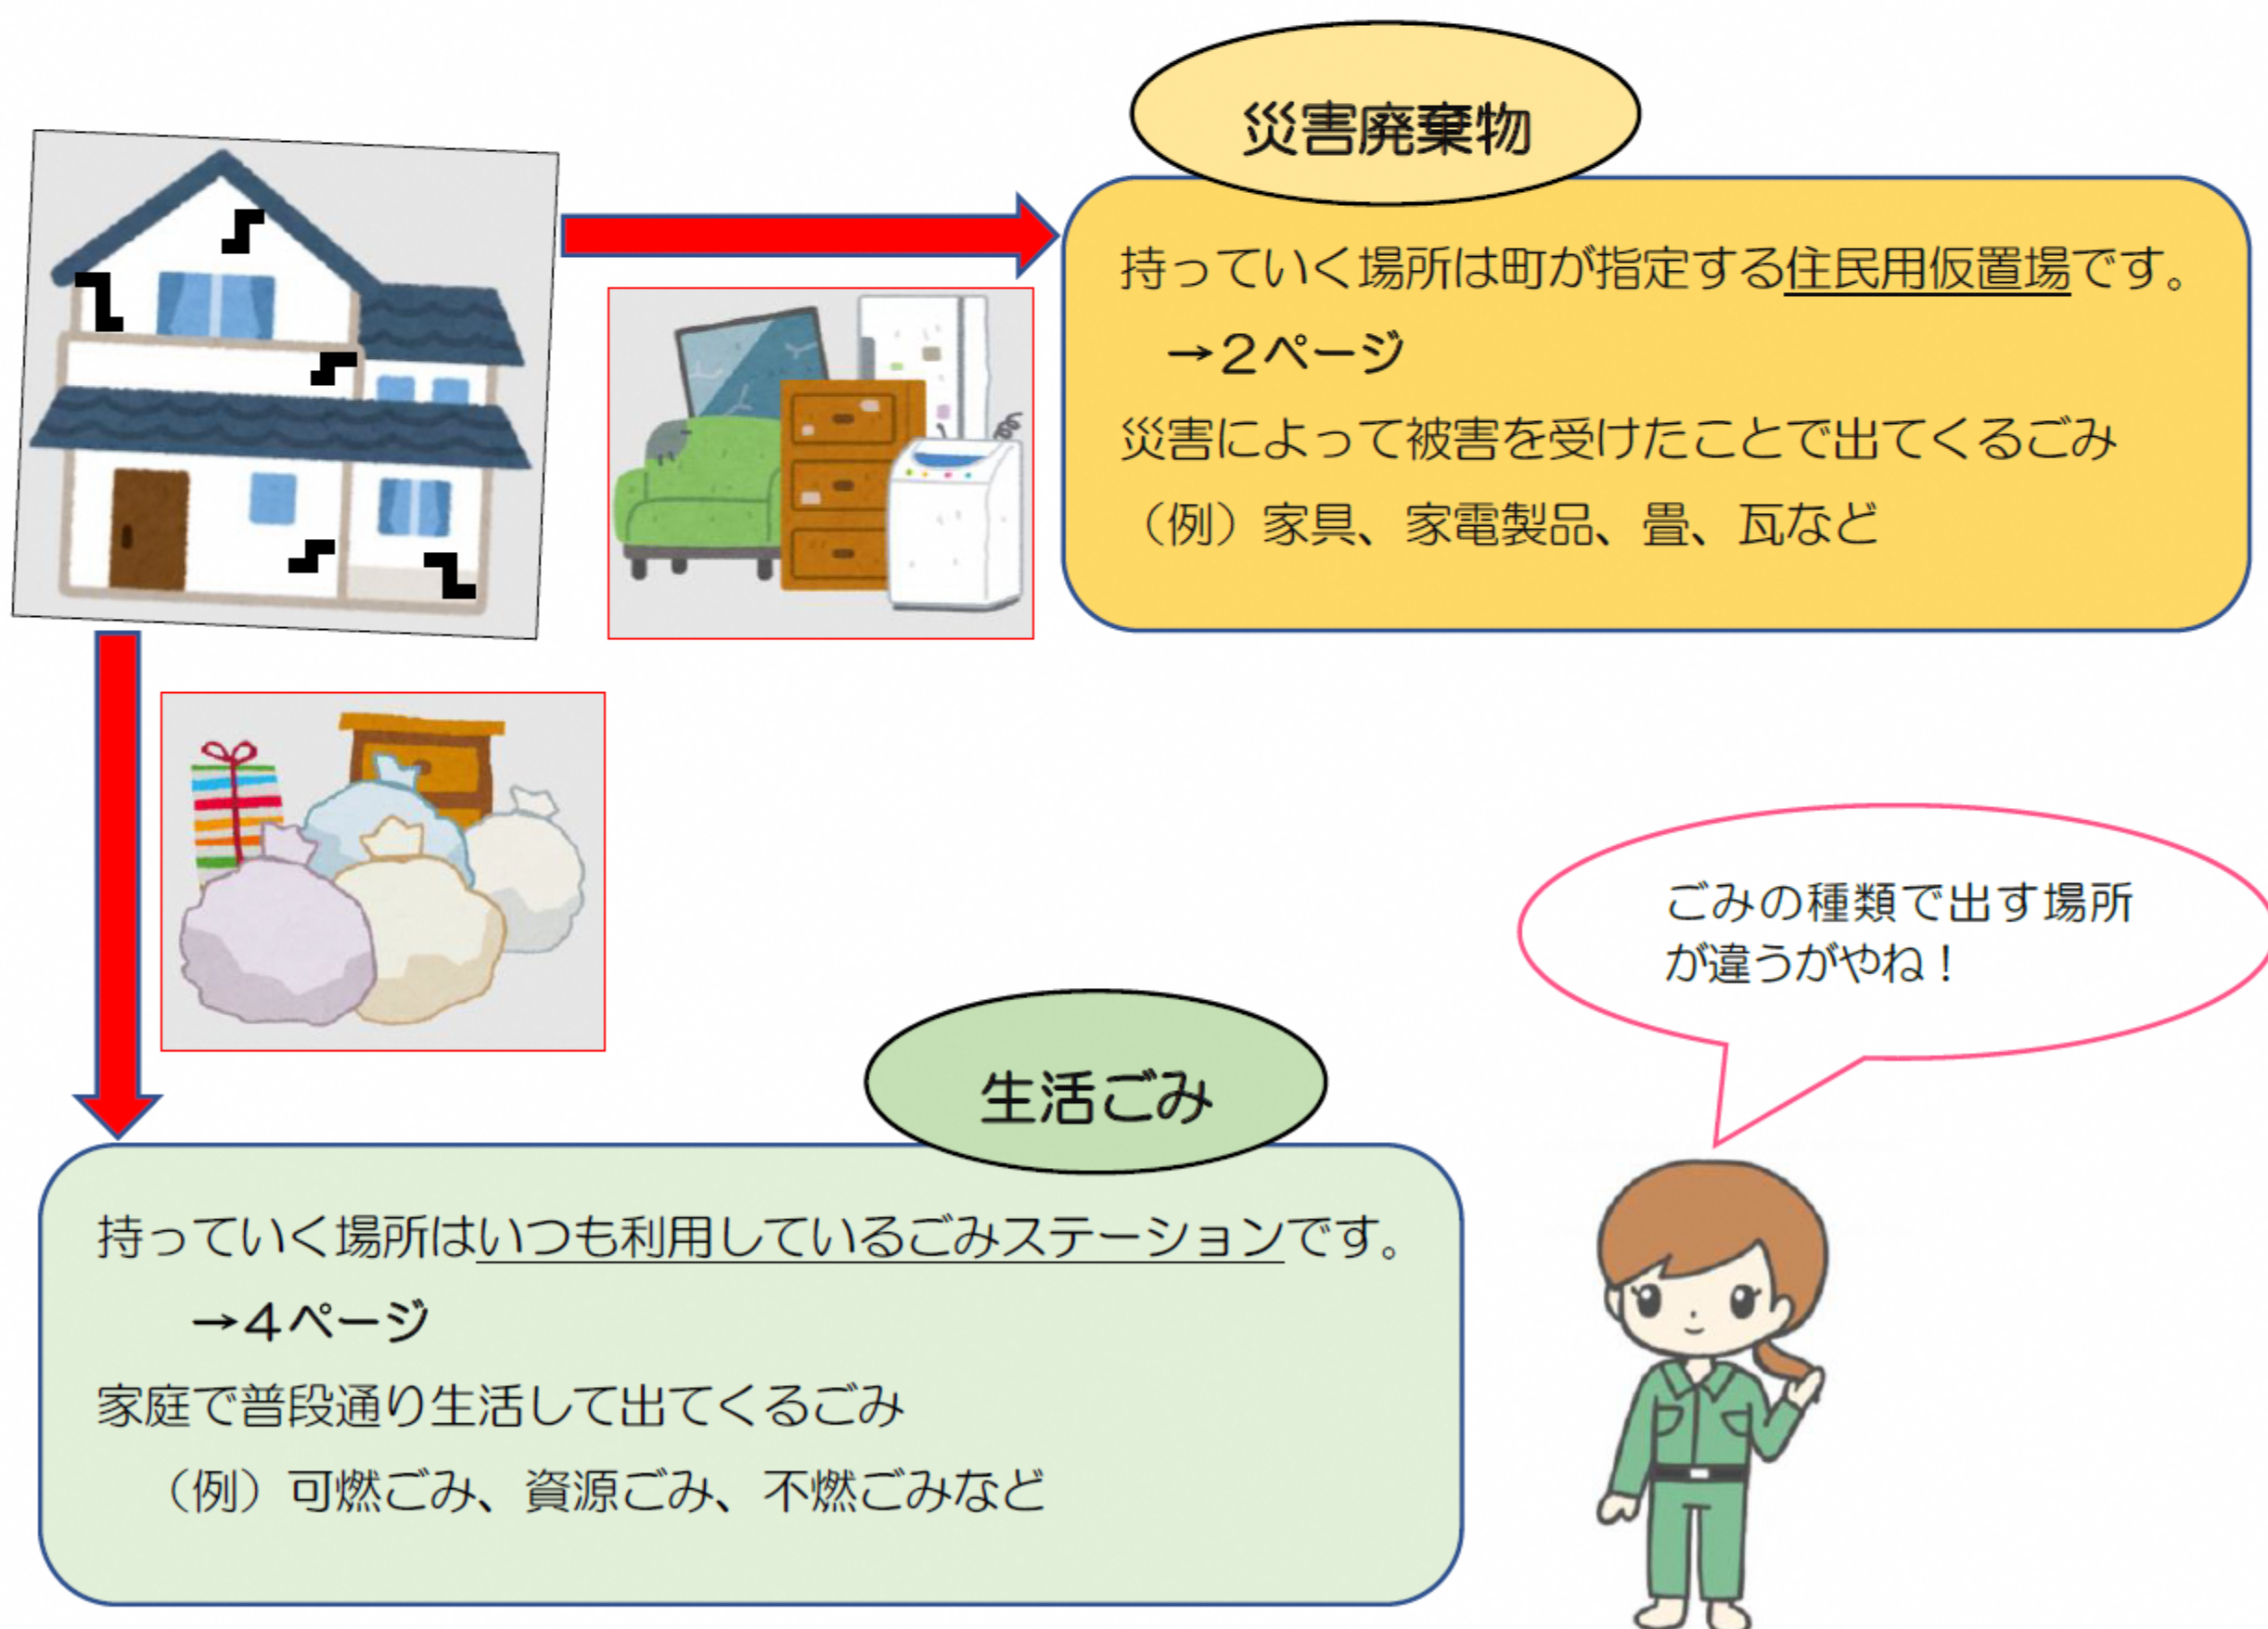 災害廃棄物
持っていく場所は町が指定する住民用仮置場です。
→2ページ
災害によって被害を受けたことで出てくるごみ
（例）家具、家電製品、畳、瓦など
ごみの種類で出す場所
が違うがやね！
生活ごみ
持っていく場所はいつも利用しているごみステーションです。
→4ページ
家庭で普段通り生活して出てくるごみ
（例）可燃ごみ、資源ごみ、不燃ごみなど